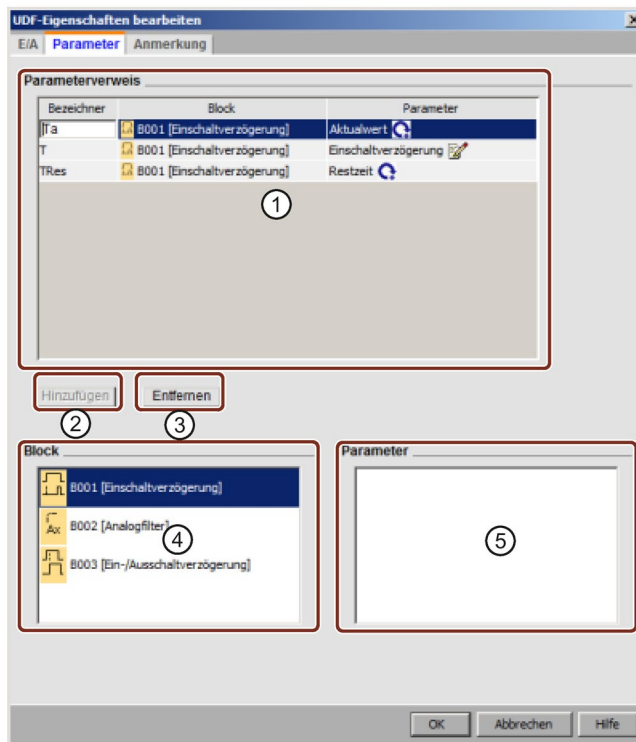 UDF-Eigenschaften bearbeiten
E/A Parameter Anmerkung
Parameterverweis
Bezeichner Block Parameter
Ta B001 [Einschaltverzögerung] Aktualwert
T B001 [Einschaltverzögerung] Einschaltverzögerung
TRes B001 [Einschaltverzögerung] Restzeit
1
Hinzufügen Entfernen
2 3
Block Parameter
B001 [Einschaltverzögerung]
Ax B002 [Analogfilter]
4 5
B003 [Ein-/Ausschaltverzögerung]
OK Abbrechen Hilfe